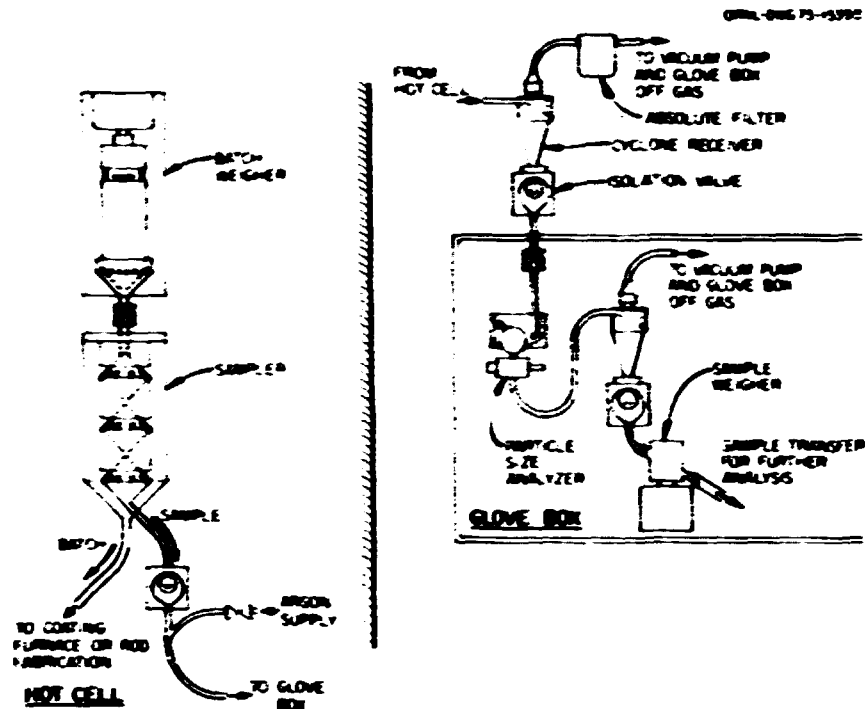 FROM
HOT CELL
TO VACUUM PUMP
AND GLOVE BOX
OFF GAS
ABSOLUTE FILTER
CYCLONE RECEIVER
ISOLATION VALVE
BATCH
WEIGHER
SAMPLER
SAMPLE
BATCH
ARGON
SUPPLY
TO COATING
FURNACE OR ROD
FABRICATION
HOT CELL
TO GLOVE
BOX
TO VACUUM PUMP
AND GLOVE BOX
OFF GAS
SAMPLE
WEIGHER
PARTICLE
SIZE
ANALYZER
SAMPLE TRANSFER
FOR FURTHER
ANALYSIS
GLOVE BOX